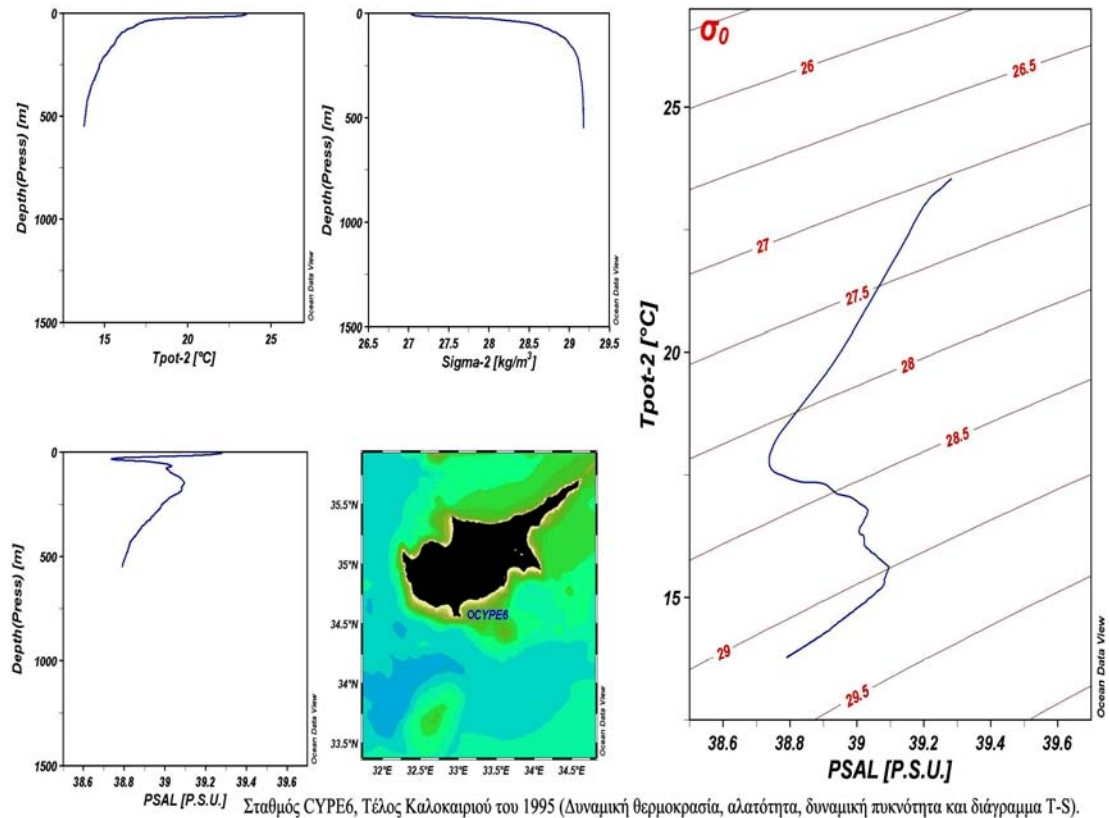 0
500
1000
1500
Depth(Press) [m]
15
20
25
Tpot-2 [°C]
Ocean Data View
0
500
1000
1500
Depth(Press) [m]
26.5
27
27.5
28
28.5
29
29.5
Sigma-2 [kg/m³]
Ocean Data View
σ₀
26
26.5
27
27.5
28
28.5
29
29.5
25
20
15
Tpot-2 [°C]
38.6
38.8
39
39.2
39.4
39.6
PSAL [P.S.U.]
Ocean Data View
0
500
1000
1500
Depth(Press) [m]
38.6
38.8
39
39.2
39.4
39.6
PSAL [P.S.U.]
Ocean Data View
35.5°N
35°N
34.5°N
34°N
33.5°N
32°E
32.5°E
33°E
33.5°E
34°E
34.5°E
OCYPE6
Ocean Data View
Σταθμός CYPE6, Τέλος Καλοκαιριού του 1995 (Δυναμική θερμοκρασία, αλατότητα, δυναμική πυκνότητα και διάγραμμα T-S).